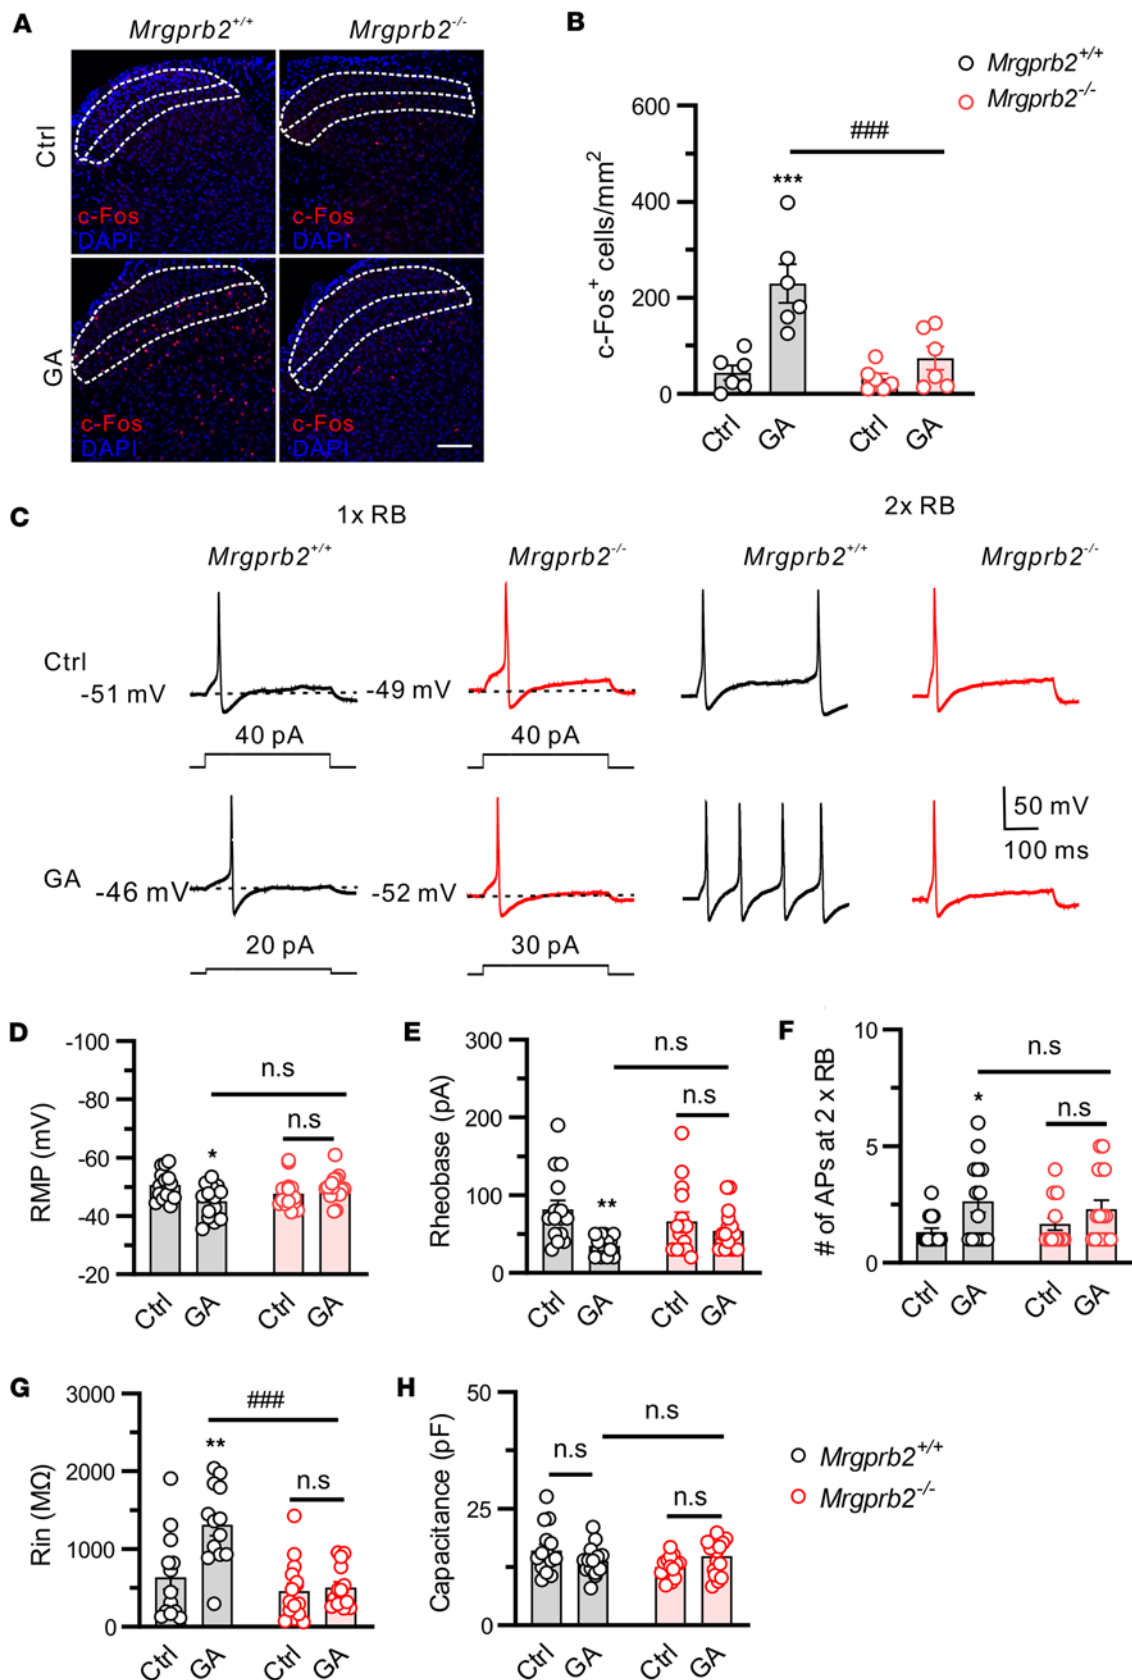 A
Mrgprb2+/+
Mrgprb2-/-
Ctrl
c-Fos
DAPI
c-Fos
DAPI
GA
c-Fos
DAPI
c-Fos
DAPI
B
Mrgprb2+/+
Mrgprb2-/-
c-Fos+ cells/mm2
600
400
200
0
###
***
Ctrl
GA
Ctrl
GA
C
1x RB
2x RB
Mrgprb2+/+
Mrgprb2-/-
Mrgprb2+/+
Mrgprb2-/-
Ctrl
-51 mV
-49 mV
40 pA
40 pA
GA
-46 mV
-52 mV
50 mV
100 ms
20 pA
30 pA
D
RMP (mV)
-100
-80
-60
-40
-20
n.s
n.s
*
Ctrl
GA
Ctrl
GA
E
Rheobase (pA)
300
200
100
0
n.s
n.s
**
Ctrl
GA
Ctrl
GA
F
# of APs at 2 x RB
10
5
0
n.s
n.s
*
Ctrl
GA
Ctrl
GA
G
Rin (MΩ)
3000
2000
1000
0
###
**
n.s
Ctrl
GA
Ctrl
GA
H
Capacitance (pF)
50
25
0
n.s
n.s
n.s
Ctrl
GA
Ctrl
GA
Mrgprb2+/+
Mrgprb2-/-